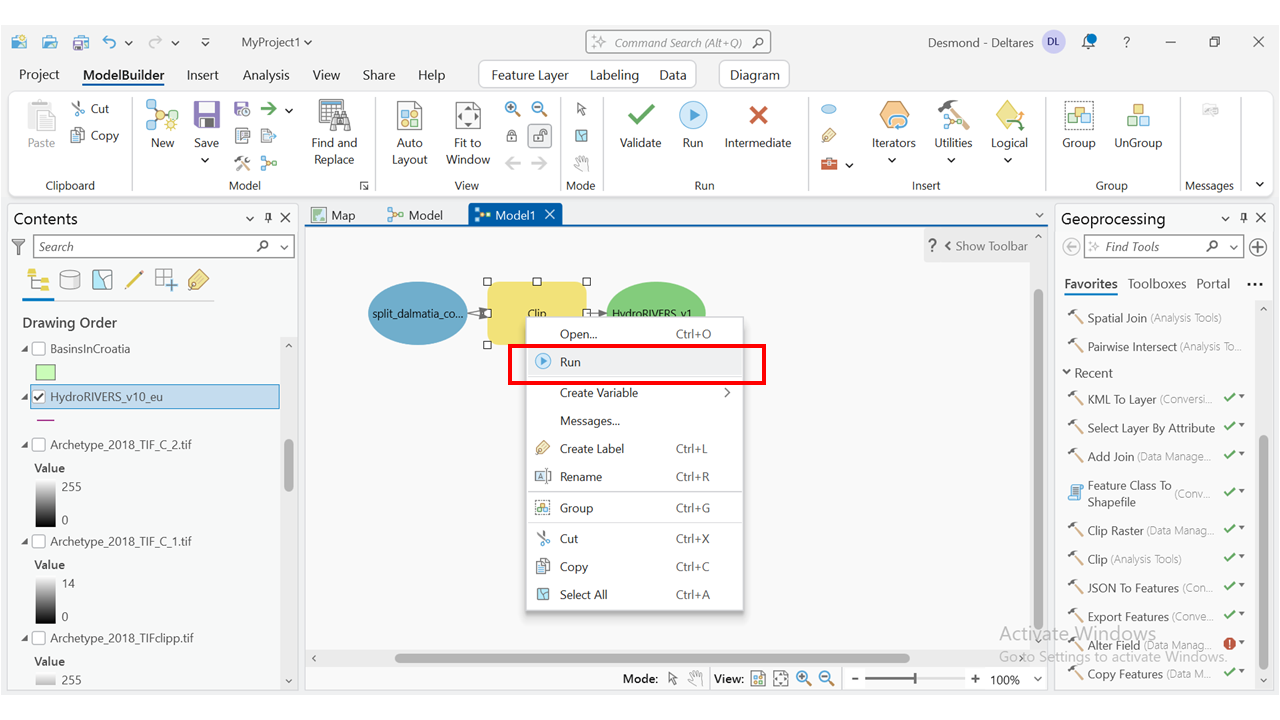 MyProject1
Command Search (Alt+Q)
Desmond - Deltares
DL
?
Project
ModelBuilder
Insert
Analysis
View
Share
Help
Feature Layer
Labeling
Data
Diagram
Paste
Cut
Copy
Clipboard
New
Save
Model
Find and
Replace
Auto
Layout
Fit to
Window
View
Mode
Validate
Run
Intermediate
Run
Iterators
Utilities
Logical
Insert
Group
UnGroup
Group
Messages
Contents
Search
Drawing Order
BasinsInCroatia
HydroRIVERS_v10_eu
Archetype_2018_TIF_C_2.tif
Value
255
0
Archetype_2018_TIF_C_1.tif
Value
14
0
Archetype_2018_TIFclipp.tif
Value
255
Map
Model
Model1
? < Show Toolbar
split_dalmatia_co...
Clip
HydroRIVERS_v1...
Open... Ctrl+O
Run
Create Variable
Messages...
Create Label Ctrl+L
Rename Ctrl+R
Group Ctrl+G
Cut Ctrl+X
Copy Ctrl+C
Select All Ctrl+A
Mode:
View:
- + 100%
Geoprocessing
Find Tools
Favorites Toolboxes Portal ...
Spatial Join (Analysis Tools)
Pairwise Intersect (Analysis To...
Recent
KML To Layer (Conversi...
Select Layer By Attribute
Add Join (Data Manage...
Feature Class To
Shapefile (Conv...
Clip Raster (Data Manag...
Clip (Analysis Tools)
JSON To Features (Con...
Export Features (Conve...
Alter Field (Data Manag...
Copy Features (Data M...
Activate Windows
Go to Settings to activate Windows.